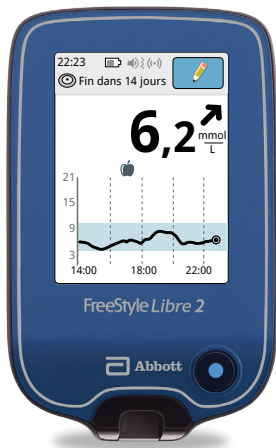 22:23
Fin dans 14 jours
6,2 mmol/L
21
15
9
3
14:00 18:00 22:00
FreeStyle Libre 2
Abbott